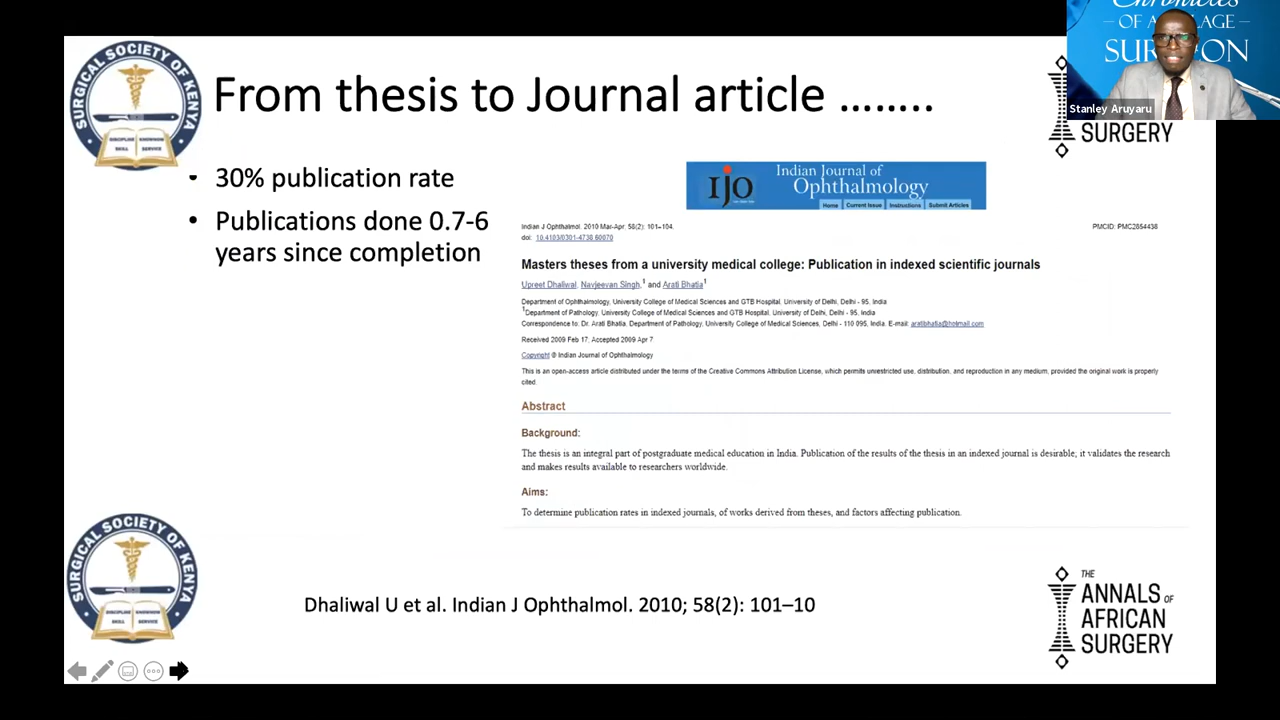 Chronicles
OF A VILLAGE
SURGEON
Stanley Aruyaru
SURGICAL SOCIETY OF KENYA
DISCIPLINE
SKILL
SERVICE
From thesis to Journal article ........
SURGERY
• 30% publication rate
• Publications done 0.7-6
years since completion
IJO
Indian Journal of
Ophthalmology
Home Current Issue Instructions Submit Articles
Indian J Ophthalmol. 2010 Mar-Apr; 58(2): 101–104.
PMCID: PMC2854438
doi: 10.4103/0301-4738.60070
Masters theses from a university medical college: Publication in indexed scientific journals
Upreet Dhaliwal, Navjeevan Singh,1 and Arati Bhatia1
Department of Ophthalmology, University College of Medical Sciences and GTB Hospital, University of Delhi, Delhi - 95, India
1Department of Pathology, University College of Medical Sciences and GTB Hospital, University of Delhi, Delhi - 95, India
Correspondence to: Dr. Arati Bhatia, Department of Pathology, University College of Medical Sciences, Delhi - 110 095, India. E-mail: aratibhatia@hotmail.com
Received 2009 Feb 17; Accepted 2009 Apr 7.
Copyright © Indian Journal of Ophthalmology
This is an open-access article distributed under the terms of the Creative Commons Attribution License, which permits unrestricted use, distribution, and reproduction in any medium, provided the original work is properly
cited.
Abstract
Background:
The thesis is an integral part of postgraduate medical education in India. Publication of the results of the thesis in an indexed journal is desirable; it validates the research
and makes results available to researchers worldwide.
Aims:
To determine publication rates in indexed journals, of works derived from theses, and factors affecting publication.
SURGICAL SOCIETY OF KENYA
DISCIPLINE
SKILL
SERVICE
Dhaliwal U et al. Indian J Ophthalmol. 2010; 58(2): 101–10
THE
ANNALS OF
AFRICAN
SURGERY